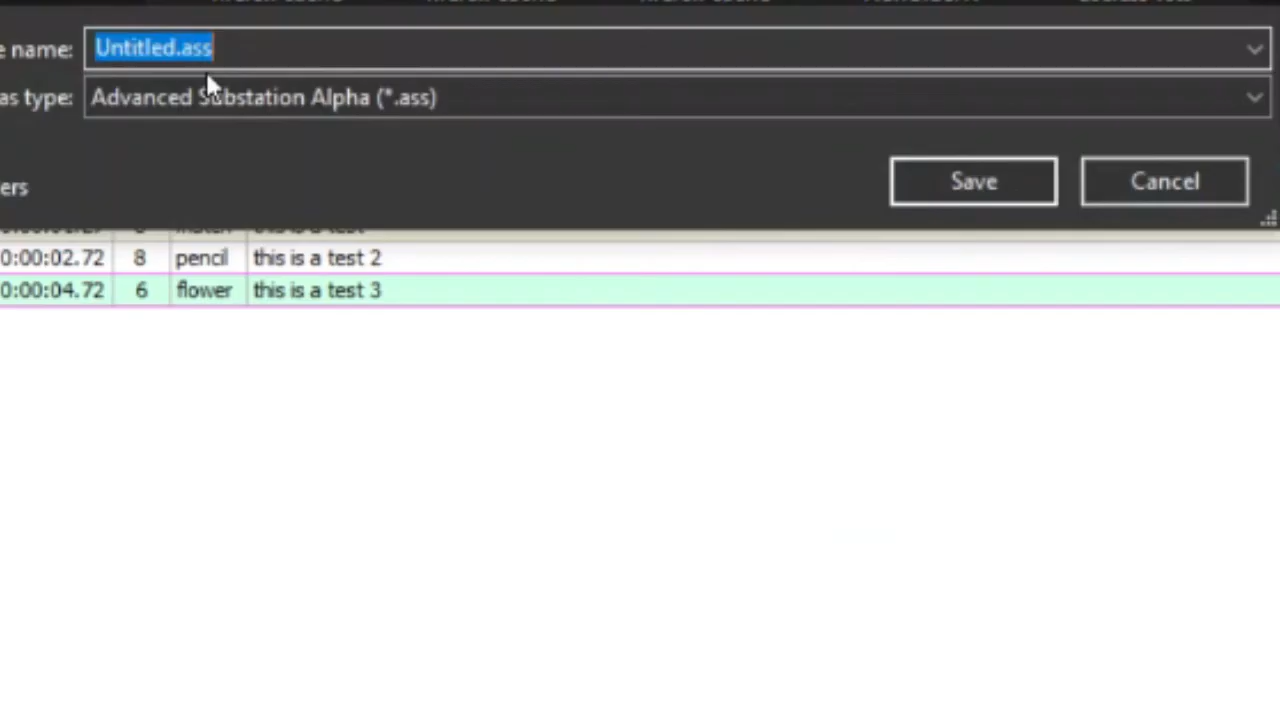 e name: Untitled.ass
as type: Advanced Substation Alpha (*.ass)
ers Save Cancel
0:00:02.72 8 pencil this is a test 2
0:00:04.72 6 flower this is a test 3